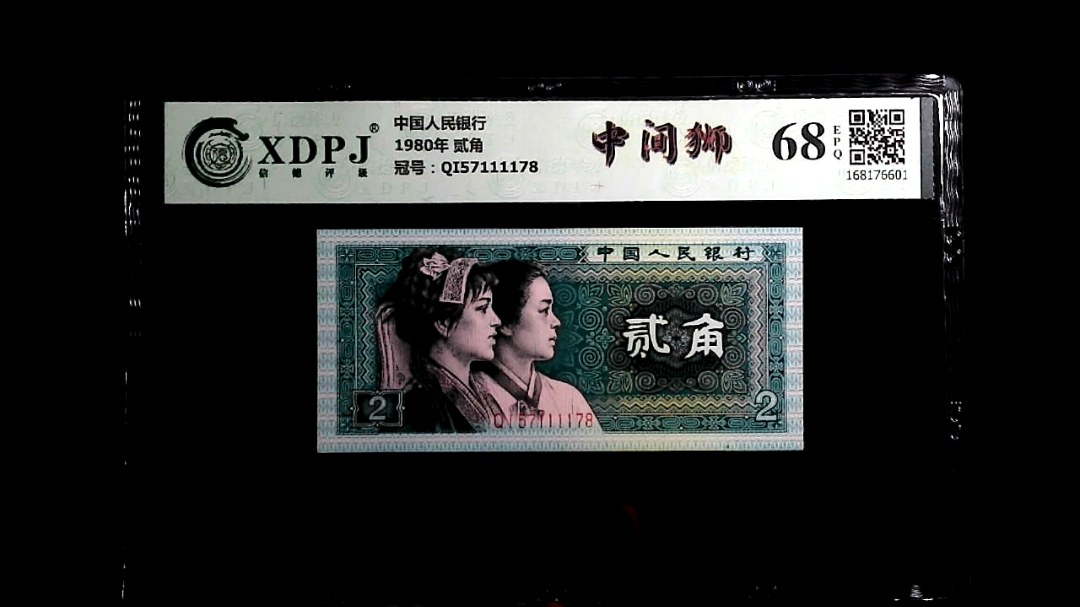 XDPJ®
信德评级
中国人民银行
1980年 贰角
冠号：QI57111178
中间狮
68
EPQ
168176601
中国人民银行
贰角
2
QI57111178
2